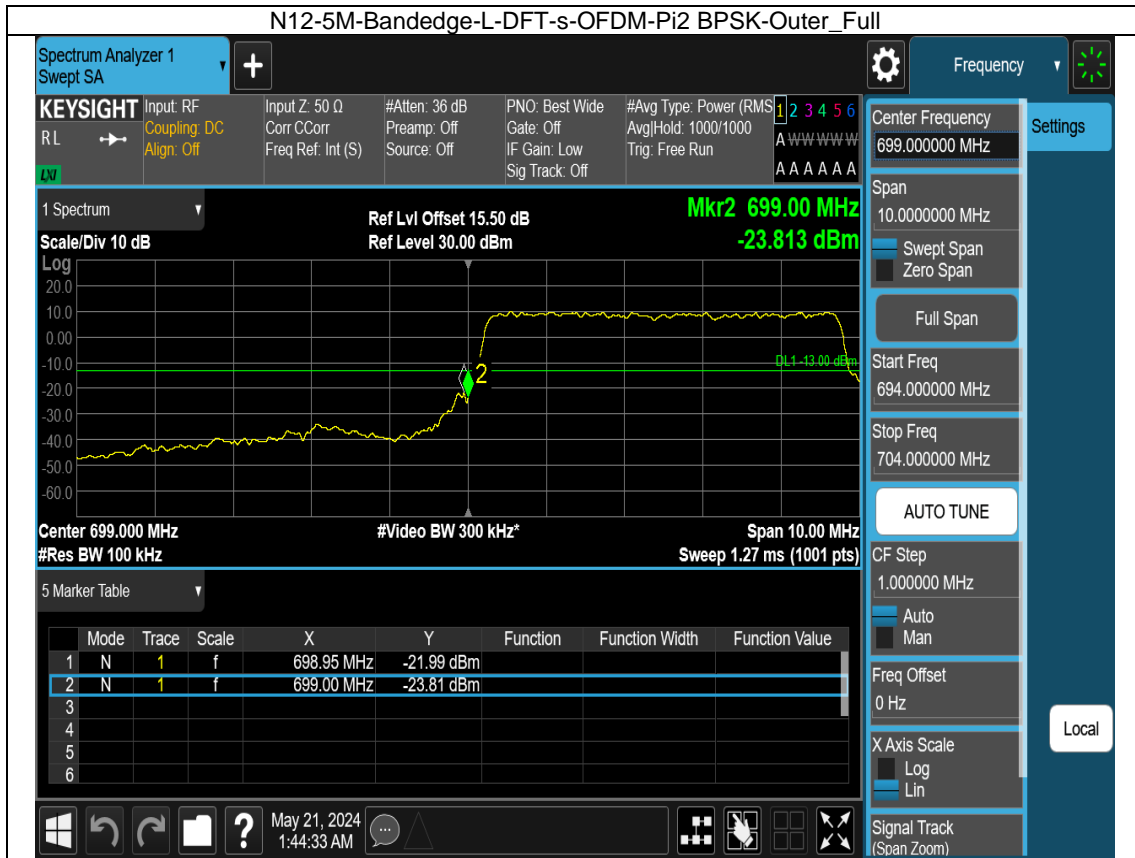 N12-5M-Bandedge-L-DFT-s-OFDM-Pi2 BPSK-Outer_Full
Spectrum Analyzer 1
Swept SA
Frequency
KEYSIGHT
RL
LXI
Input: RF
Coupling: DC
Align: Off
Input Z: 50 Ω
Corr CCorr
Freq Ref: Int (S)
#Atten: 36 dB
Preamp: Off
Source: Off
PNO: Best Wide
Gate: Off
IF Gain: Low
Sig Track: Off
#Avg Type: Power (RMS
Avg|Hold: 1000/1000
Trig: Free Run
1 2 3 4 5 6
A W W W W W
A A A A A A
1 Spectrum
Scale/Div 10 dB
Ref Lvl Offset 15.50 dB
Ref Level 30.00 dBm
Mkr2 699.00 MHz
-23.813 dBm
Log
20.0
10.0
0.00
-10.0
-20.0
-30.0
-40.0
-50.0
-60.0
DL1 -13.00 dBm
2
Center 699.000 MHz
#Res BW 100 kHz
#Video BW 300 kHz*
Span 10.00 MHz
Sweep 1.27 ms (1001 pts)
5 Marker Table
Mode Trace Scale X Y Function Function Width Function Value
1 N 1 f 698.95 MHz -21.99 dBm
2 N 1 f 699.00 MHz -23.81 dBm
3
4
5
6
May 21, 2024
1:44:33 AM
Center Frequency
699.000000 MHz
Settings
Span
10.0000000 MHz
Swept Span
Zero Span
Full Span
Start Freq
694.000000 MHz
Stop Freq
704.000000 MHz
AUTO TUNE
CF Step
1.000000 MHz
Auto
Man
Freq Offset
0 Hz
Local
X Axis Scale
Log
Lin
Signal Track
(Span Zoom)